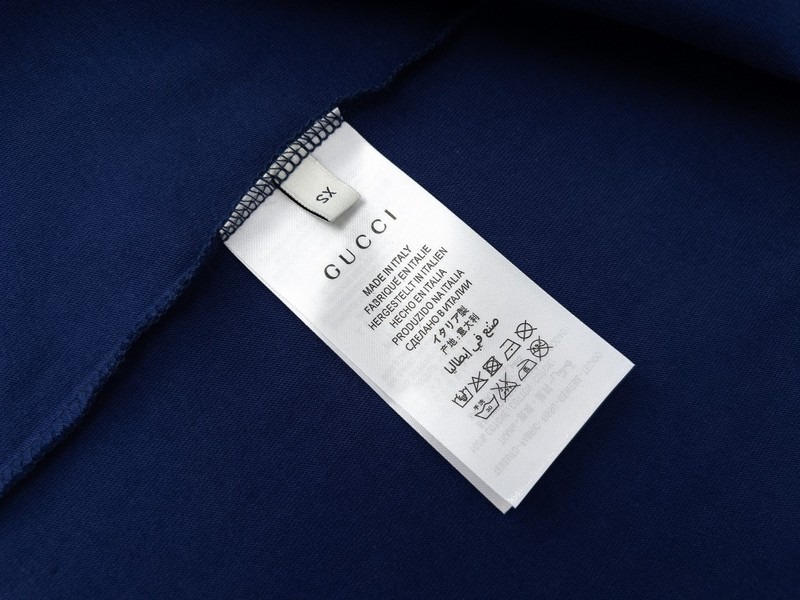 XS
GUCCI
MADE IN ITALY
FABRIQUE EN ITALIE
HERGESTELLT IN ITALIEN
HECHO EN ITALIA
PRODUZIDO NA ITALIA
СДЕЛАНО В ИТАЛИИ
イタリア製
产地:意大利
صنع في إيطاليا